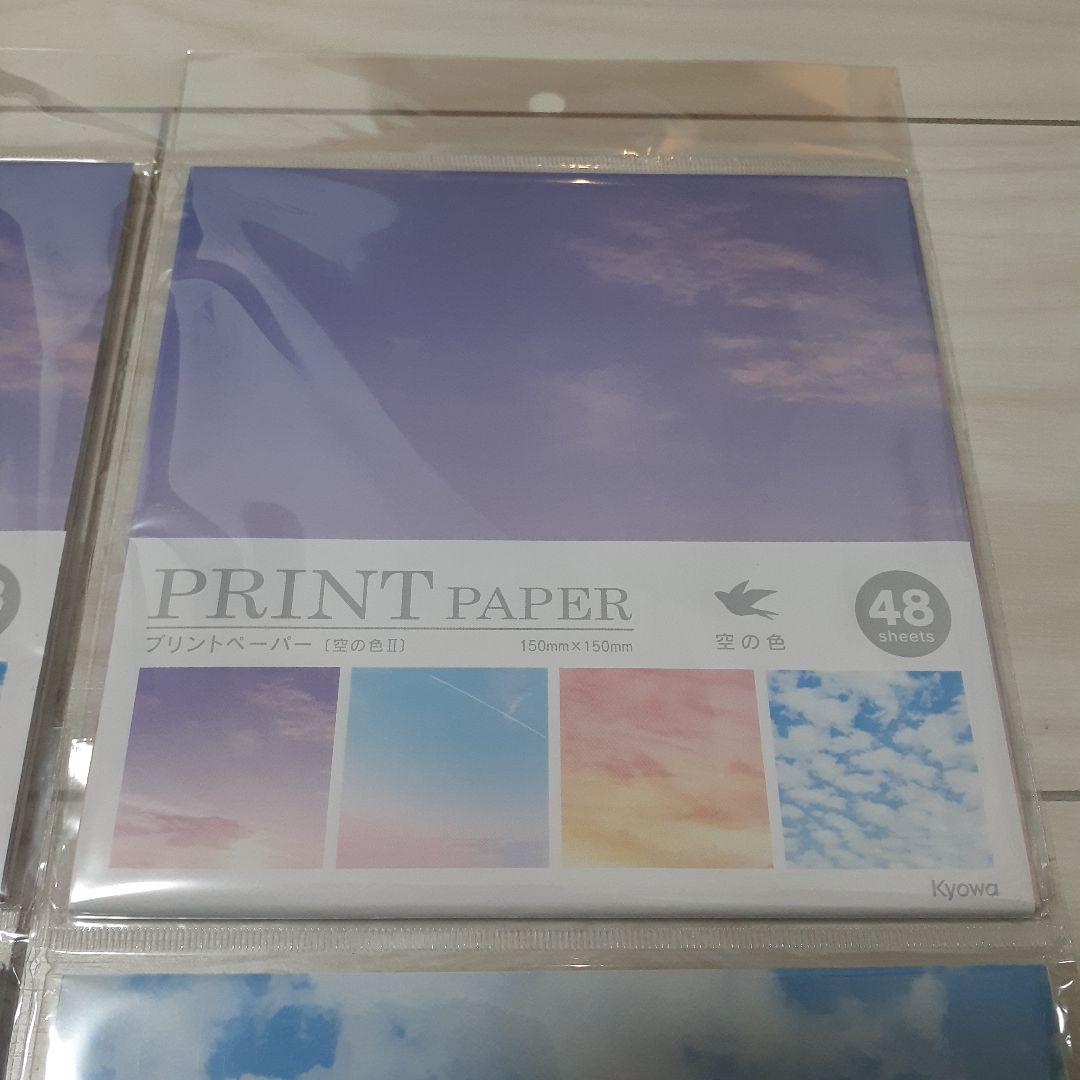 PRINT PAPER
プリントペーパー〔空の色Ⅱ〕 150mm×150mm
空の色
48
sheets
Kyowa